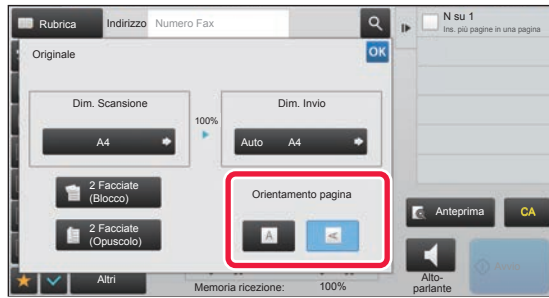 Rubrica
Indirizzo
Numero Fax
N su 1
Ins. più pagine in una pagina
Originale
OK
Dim. Scansione
100%
Dim. Invio
A4
Auto A4
2 Facciate
(Blocco)
Orientamento pagina
2 Facciate
(Opuscolo)
A
A
Anteprima
CA
Altri
Memoria ricezione: 100%
Alto-
parlante
Avvio